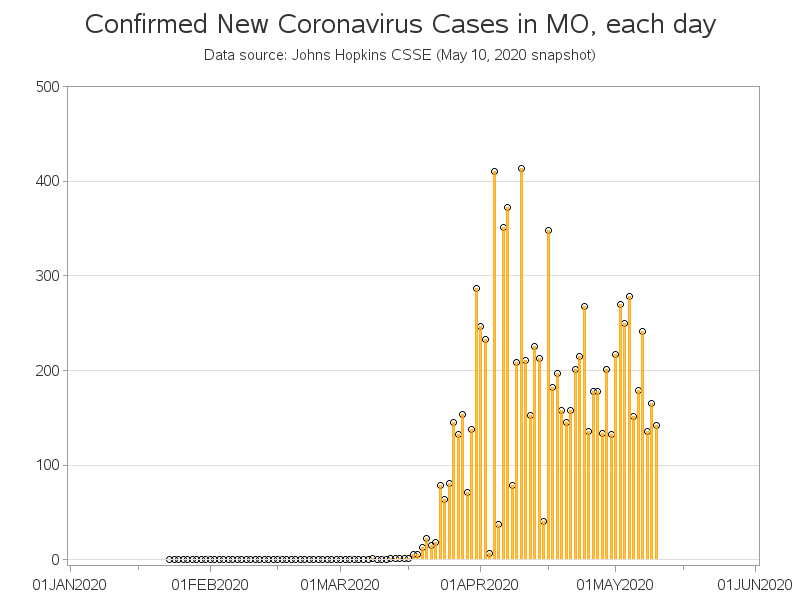 Confirmed New Coronavirus Cases in MO, each day
Data source: Johns Hopkins CSSE (May 10, 2020 snapshot)
500
400
300
200
100
0
01JAN2020 01FEB2020 01MAR2020 01APR2020 01MAY2020 01JUN2020